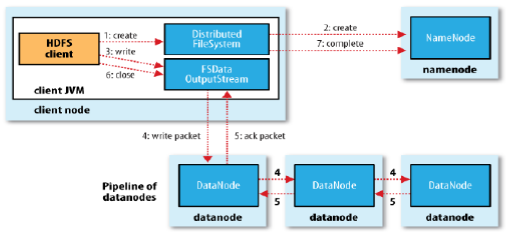 HDFS
client
1: create
3: write
6: close
Distributed
FileSystem
FSData
OutputStream
2: create
7: complete
NameNode
namenode
client JVM
client node
4: write packet
5: ack packet
Pipeline of
datanodes
DataNode
datanode
4
5
DataNode
datanode
4
5
DataNode
datanode